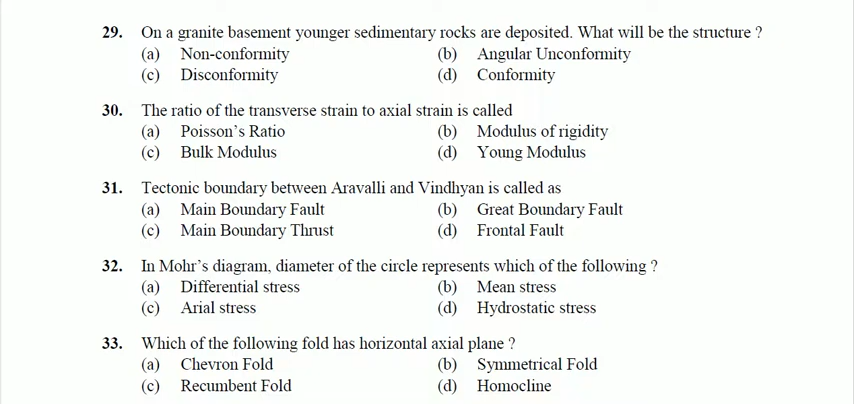 29. On a granite basement younger sedimentary rocks are deposited. What will be the structure ?
(a) Non-conformity (b) Angular Unconformity
(c) Disconformity (d) Conformity
30. The ratio of the transverse strain to axial strain is called
(a) Poisson's Ratio (b) Modulus of rigidity
(c) Bulk Modulus (d) Young Modulus
31. Tectonic boundary between Aravalli and Vindhyan is called as
(a) Main Boundary Fault (b) Great Boundary Fault
(c) Main Boundary Thrust (d) Frontal Fault
32. In Mohr's diagram, diameter of the circle represents which of the following ?
(a) Differential stress (b) Mean stress
(c) Arial stress (d) Hydrostatic stress
33. Which of the following fold has horizontal axial plane ?
(a) Chevron Fold (b) Symmetrical Fold
(c) Recumbent Fold (d) Homocline